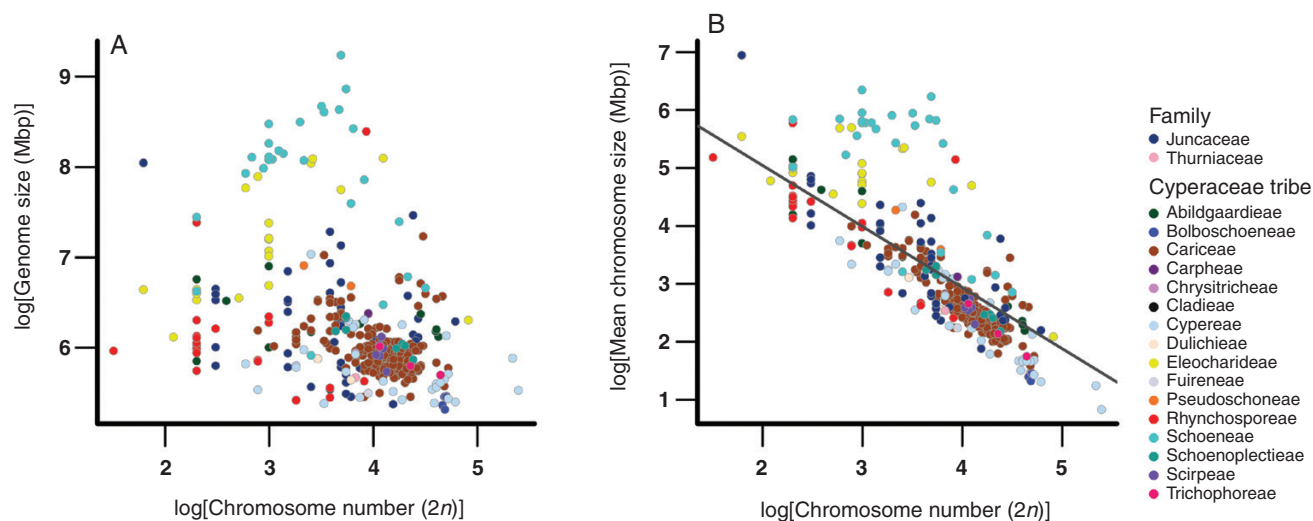 A
log[Genome size (Mbp)]
9
8
7
6
2 3 4 5
log[Chromosome number (2n)]
B
log[Mean chromosome size (Mbp)]
7
6
5
4
3
2
1
2 3 4 5
log[Chromosome number (2n)]
Family
Juncaceae
Thurniaceae
Cyperaceae tribe
Abildgaardieae
Bolboschoeneae
Cariceae
Carpheae
Chrysitricheae
Cladieae
Cypereae
Dulichieae
Eleocharideae
Fuireneae
Pseudoschoneae
Rhynchosporeae
Schoeneae
Schoenoplectieae
Scirpeae
Trichophoreae